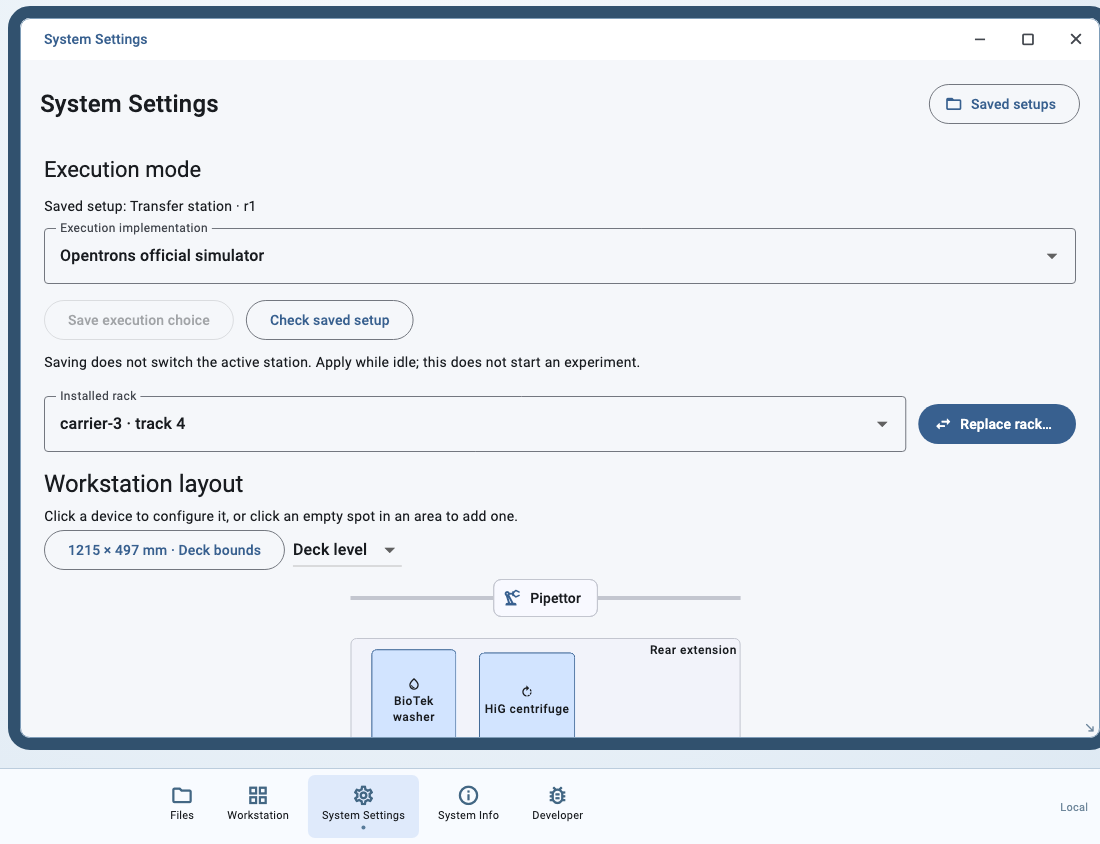 System Settings
System Settings
Saved setups
Execution mode
Saved setup: Transfer station · r1
Execution implementation
Opentrons official simulator
Save execution choice
Check saved setup
Saving does not switch the active station. Apply while idle; this does not start an experiment.
Installed rack
carrier-3 · track 4
Replace rack...
Workstation layout
Click a device to configure it, or click an empty spot in an area to add one.
1215 × 497 mm · Deck bounds
Deck level
Pipettor
Rear extension
BioTek
washer
HiG centrifuge
Files
Workstation
System Settings
System Info
Developer
Local